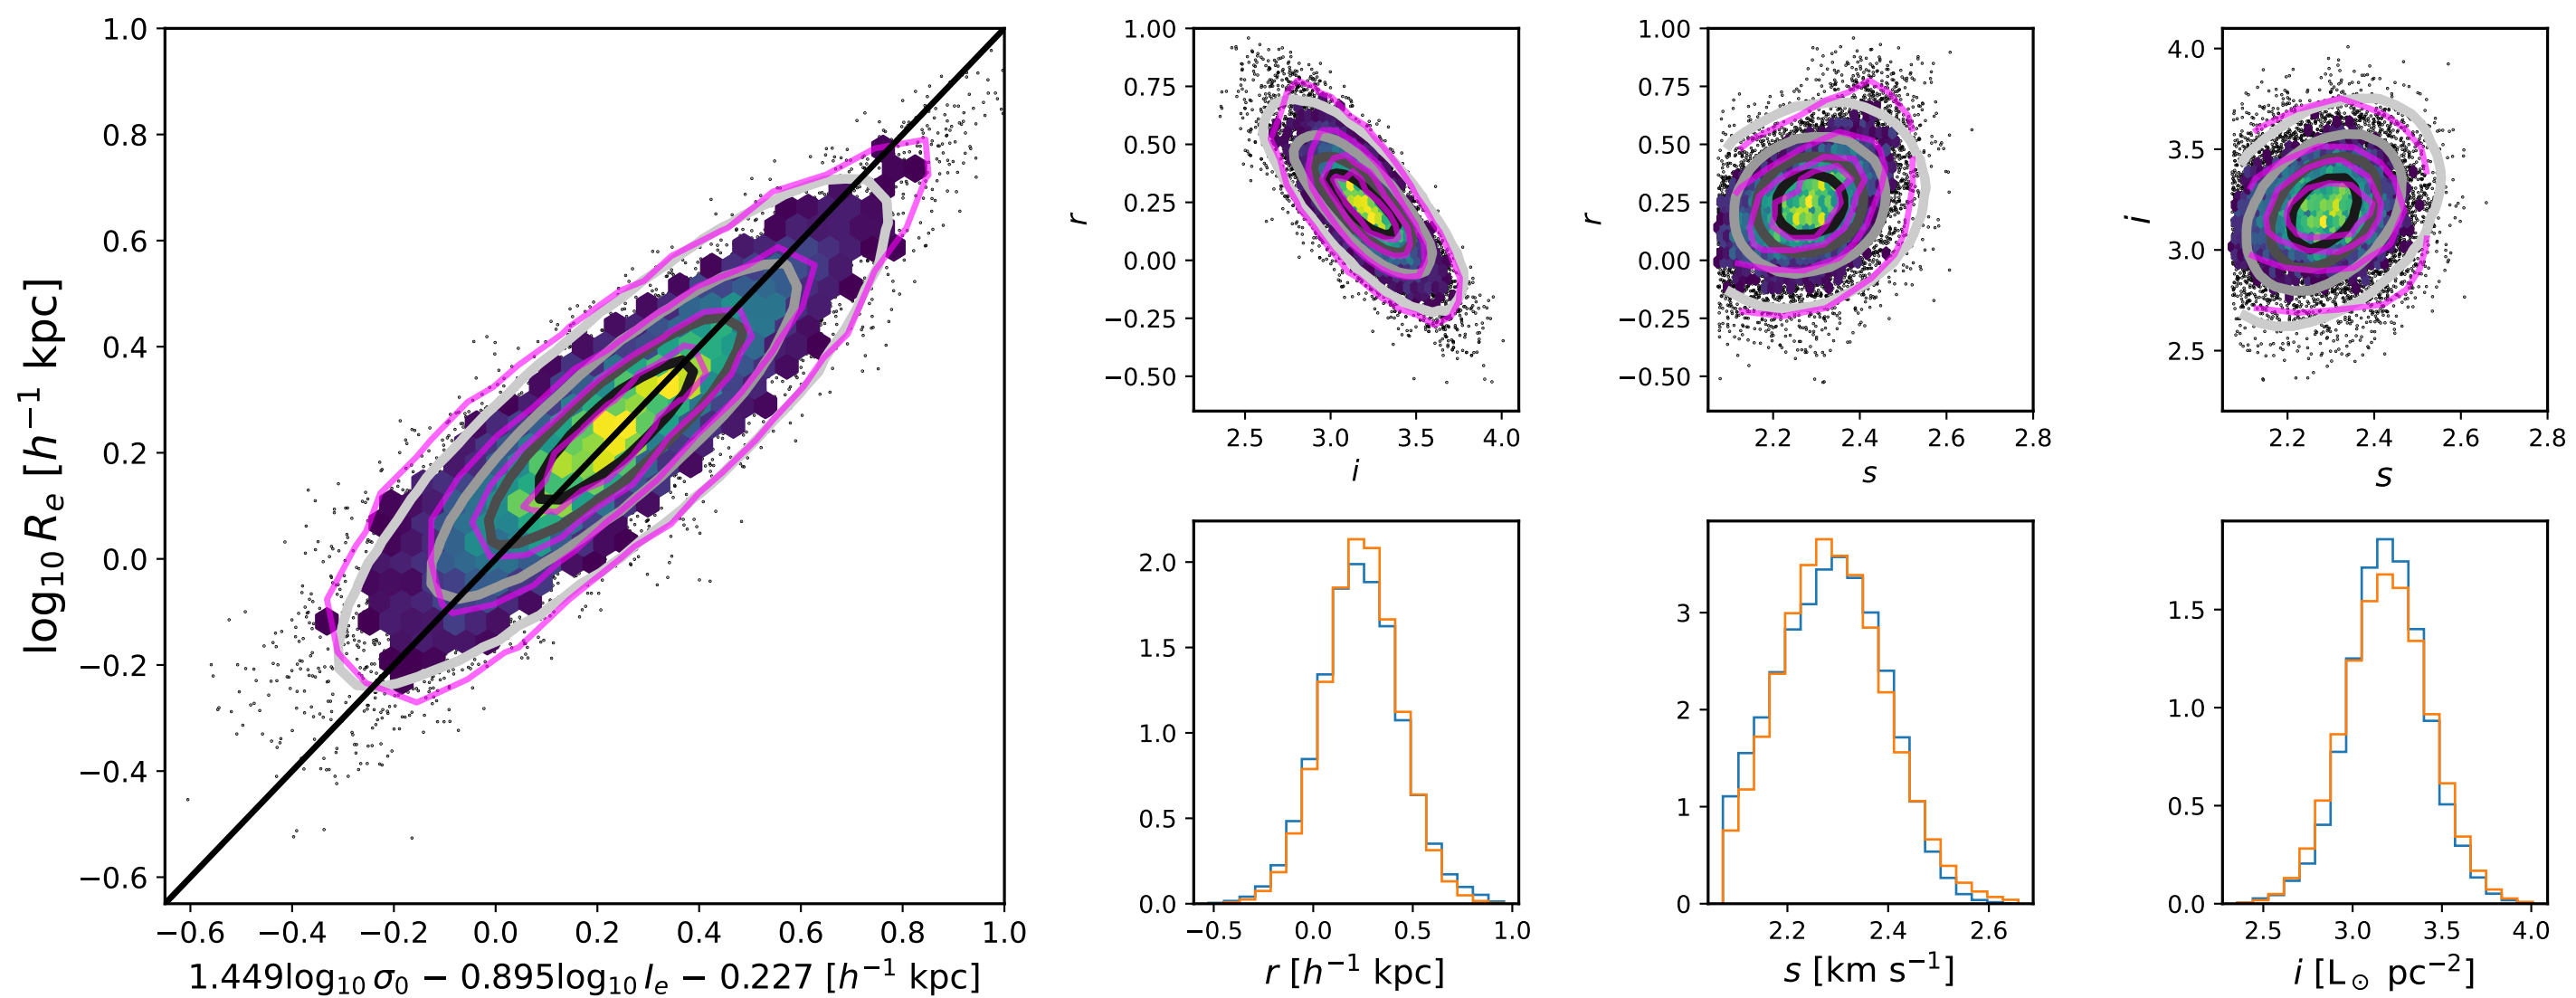 1.0
0.8
0.6
0.4
0.2
0.0
−0.2
−0.4
−0.6
log₁₀ Rₑ [h⁻¹ kpc]
−0.6 −0.4 −0.2 0.0 0.2 0.4 0.6 0.8 1.0
1.449log₁₀ σ₀ − 0.895log₁₀ Iₑ − 0.227 [h⁻¹ kpc]
1.00
0.75
0.50
0.25
0.00
−0.25
−0.50
r
2.5 3.0 3.5 4.0
i
1.00
0.75
0.50
0.25
0.00
−0.25
−0.50
r
2.2 2.4 2.6 2.8
s
4.0
3.5
3.0
2.5
i
2.2 2.4 2.6 2.8
s
2.0
1.5
1.0
0.5
0.0
−0.5 0.0 0.5 1.0
r [h⁻¹ kpc]
3
2
1
0
2.2 2.4 2.6
s [km s⁻¹]
1.5
1.0
0.5
0.0
2.5 3.0 3.5 4.0
i [L⊙ pc⁻²]